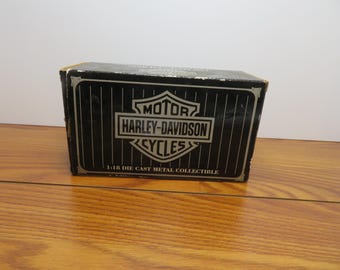 MOTOR
HARLEY-DAVIDSON
CYCLES
1:18 DIE CAST METAL COLLECTIBLE